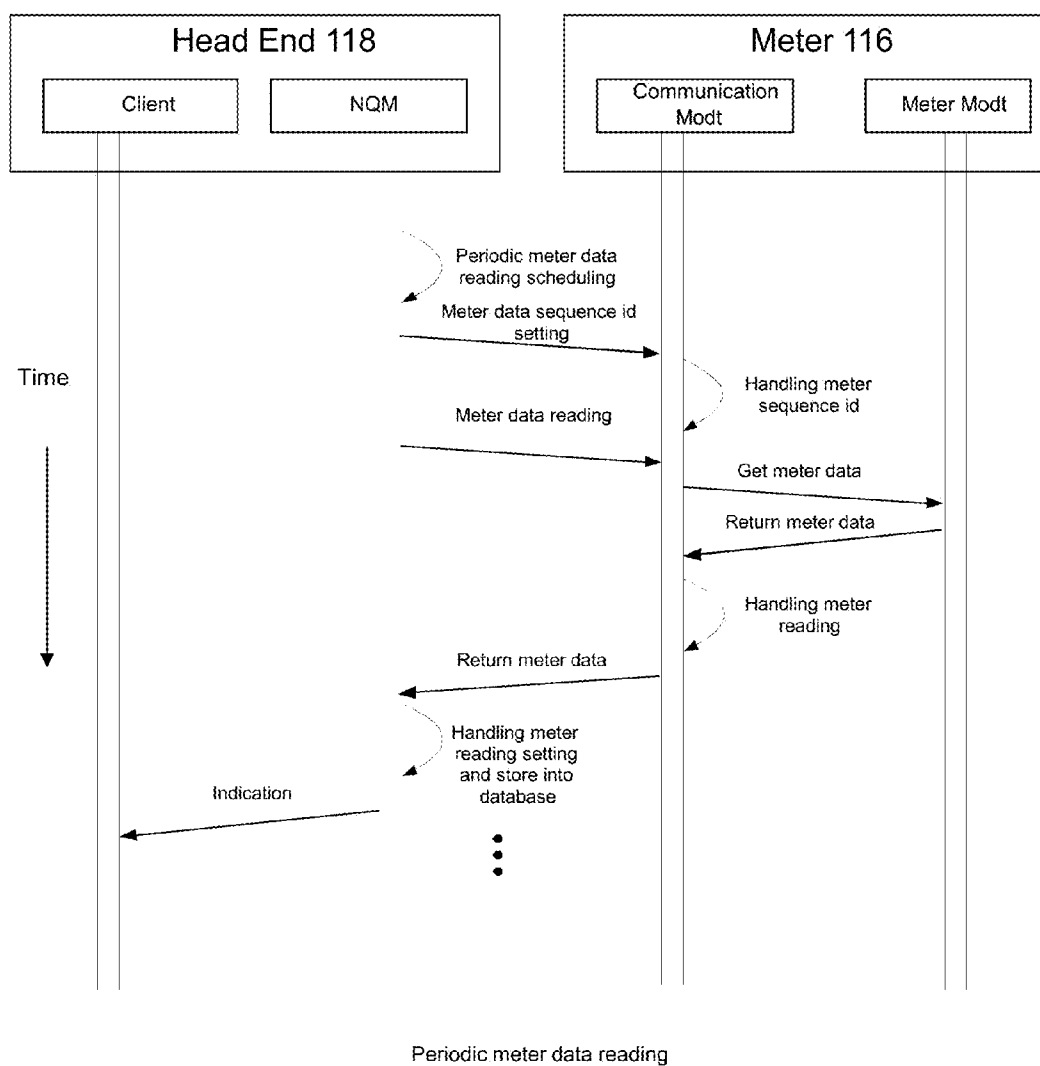 Head End 118
Meter 116
Client
NQM
Communication
Modt
Meter Modt
Periodic meter data
reading scheduling
Meter data sequence id
setting
Time
Handling meter
sequence id
Meter data reading
Get meter data
Return meter data
Handling meter
reading
Return meter data
Handling meter
reading setting
and store into
database
Indication
Periodic meter data reading